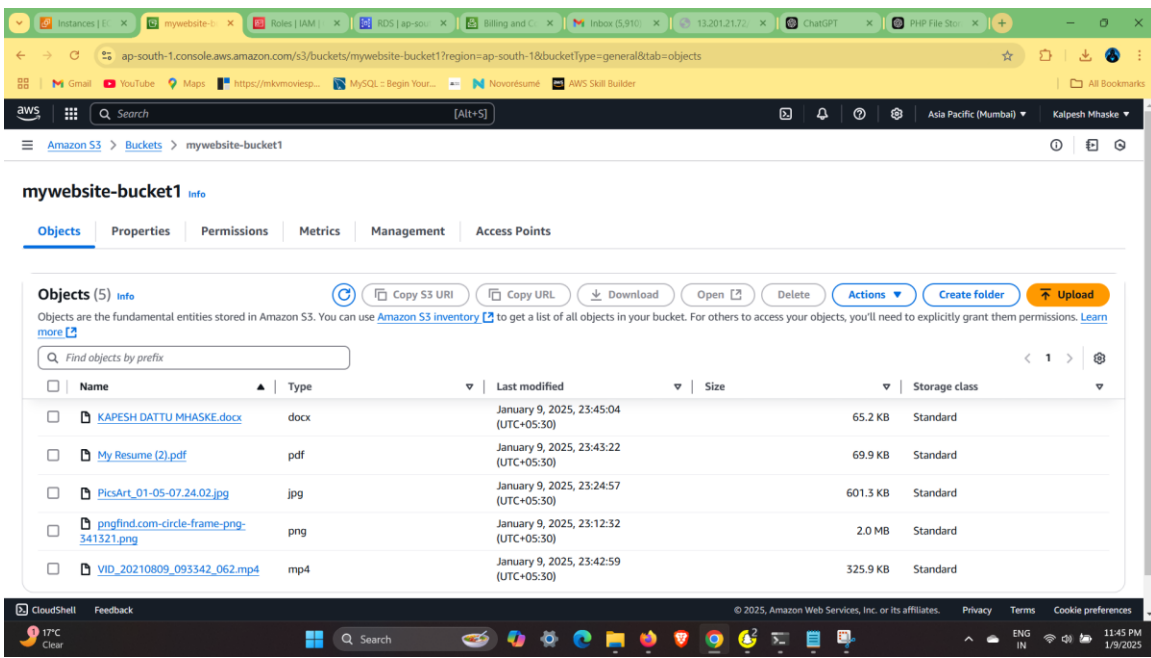 Instances | E
mywebsite-b
Roles | IAM |
RDS | ap-sou
Billing and C
Inbox (5,910)
13.201.21.72/
ChatGPT
PHP File Stor
ap-south-1.console.aws.amazon.com/s3/buckets/mywebsite-bucket1?region=ap-south-1&bucketType=general&tab=objects
Gmail YouTube Maps https://mkvmoviesp... MySQL :: Begin Your... Novorésumé AWS Skill Builder All Bookmarks
aws Search [Alt+S] Asia Pacific (Mumbai) ▼ Kalpesh Mhaske ▼
Amazon S3 > Buckets > mywebsite-bucket1
mywebsite-bucket1 Info
Objects Properties Permissions Metrics Management Access Points
Objects (5) Info Copy S3 URI Copy URL Download Open Delete Actions ▼ Create folder Upload
Objects are the fundamental entities stored in Amazon S3. You can use Amazon S3 inventory to get a list of all objects in your bucket. For others to access your objects, you'll need to explicitly grant them permissions. Learn
more
Find objects by prefix < 1 >
Name Type Last modified Size Storage class
KAPESH DATTU MHASKE.docx docx January 9, 2025, 23:45:04 65.2 KB Standard
(UTC+05:30)
My Resume (2).pdf pdf January 9, 2025, 23:43:22 69.9 KB Standard
(UTC+05:30)
PicsArt_01-05-07.24.02.jpg jpg January 9, 2025, 23:24:57 601.3 KB Standard
(UTC+05:30)
pngfind.com-circle-frame-png- png January 9, 2025, 23:12:32 2.0 MB Standard
341321.png (UTC+05:30)
VID_20210809_093342_062.mp4 mp4 January 9, 2025, 23:42:59 325.9 KB Standard
(UTC+05:30)
CloudShell Feedback © 2025, Amazon Web Services, Inc. or its affiliates. Privacy Terms Cookie preferences
1 17°C Search 2 ENG 11:45 PM
Clear IN 1/9/2025